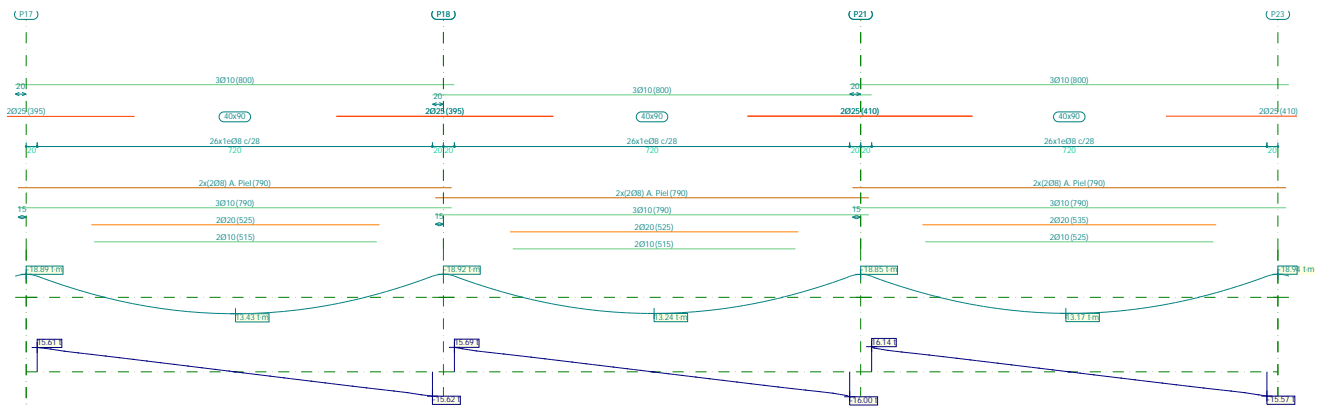 P17 P18 P21 P23
3Ø10(800) 3Ø10(800)
20 20
3Ø10(800)
20
2Ø25(395) 40x90 2Ø25(395) 40x90 2Ø25(410) 40x90 2Ø25(410)
26x1eØ8 c/28 26x1eØ8 c/28 26x1eØ8 c/28
20 720 20 20 720 20 20 720 20
2x(2Ø8) A. Piel (790) 2x(2Ø8) A. Piel (790)
2x(2Ø8) A. Piel (790)
3Ø10(790) 3Ø10(790)
15 3Ø10(790) 15
15
2Ø20(525) 2Ø20(535)
2Ø20(525)
2Ø10(515) 2Ø10(525)
2Ø10(515)
-18.89 t·m -18.92 t·m -18.85 t·m -18.94 t·m
13.43 t·m 13.24 t·m 13.17 t·m
15.61 t 15.69 t 16.14 t
-15.62 t -16.00 t -15.57 t